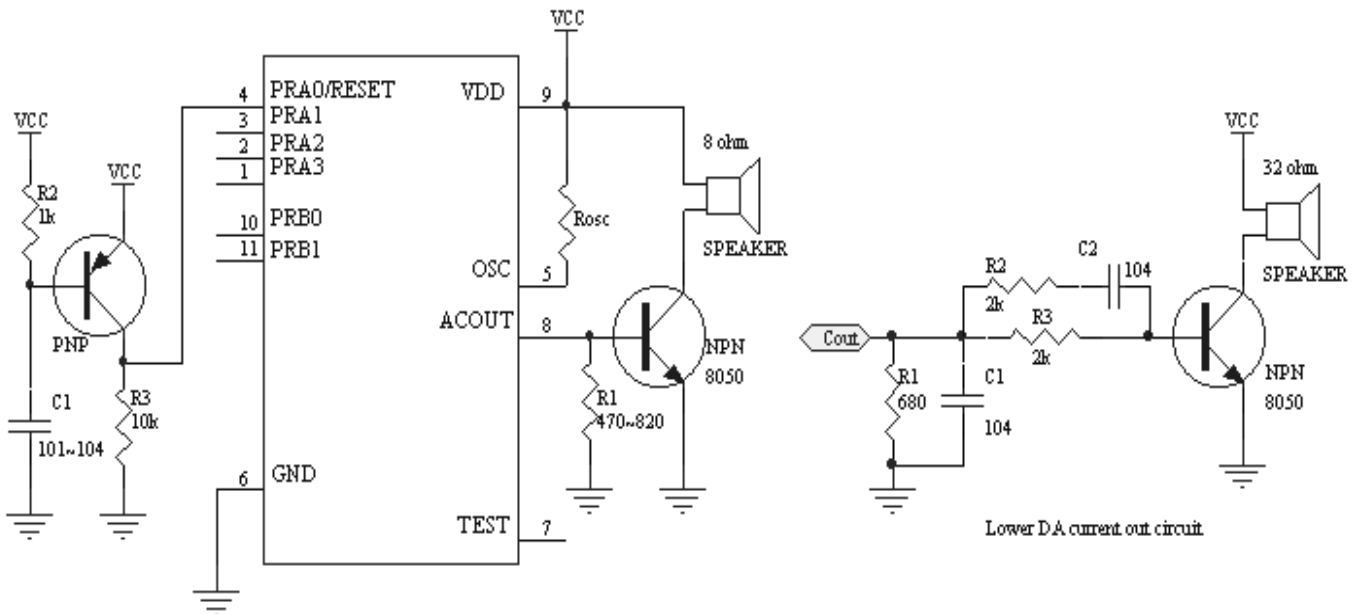 VCC
R2
1k
VCC
PNP
C1
101~104
R3
10k
4
PRA0/RESET
3
PRA1
2
PRA2
1
PRA3
10
PRB0
11
PRB1
6
GND
VDD
9
OSC
5
ACOUT
8
TEST
7
VCC
Rosc
8 ohm
SPEAKER
NPN
8050
R1
470~820
Cout
R1
680
C1
104
R2
2k
C2
104
R3
2k
VCC
32 ohm
SPEAKER
NPN
8050
Lower DA current out circuit